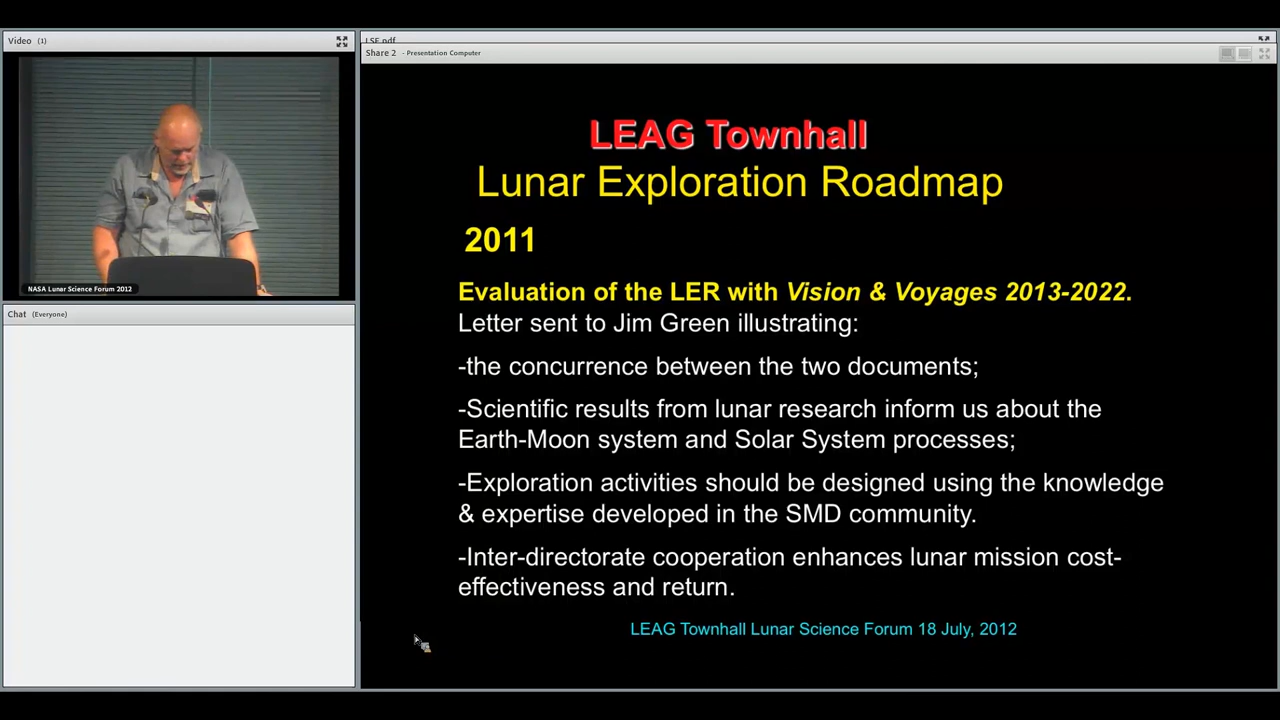 Video (1)
NASA Lunar Science Forum 2012
Chat (Everyone)
LSF.pdf
Share 2 - Presentation Computer
LEAG Townhall
Lunar Exploration Roadmap
2011
Evaluation of the LER with Vision & Voyages 2013-2022.
Letter sent to Jim Green illustrating:
-the concurrence between the two documents;
-Scientific results from lunar research inform us about the
Earth-Moon system and Solar System processes;
-Exploration activities should be designed using the knowledge
& expertise developed in the SMD community.
-Inter-directorate cooperation enhances lunar mission cost-
effectiveness and return.
LEAG Townhall Lunar Science Forum 18 July, 2012